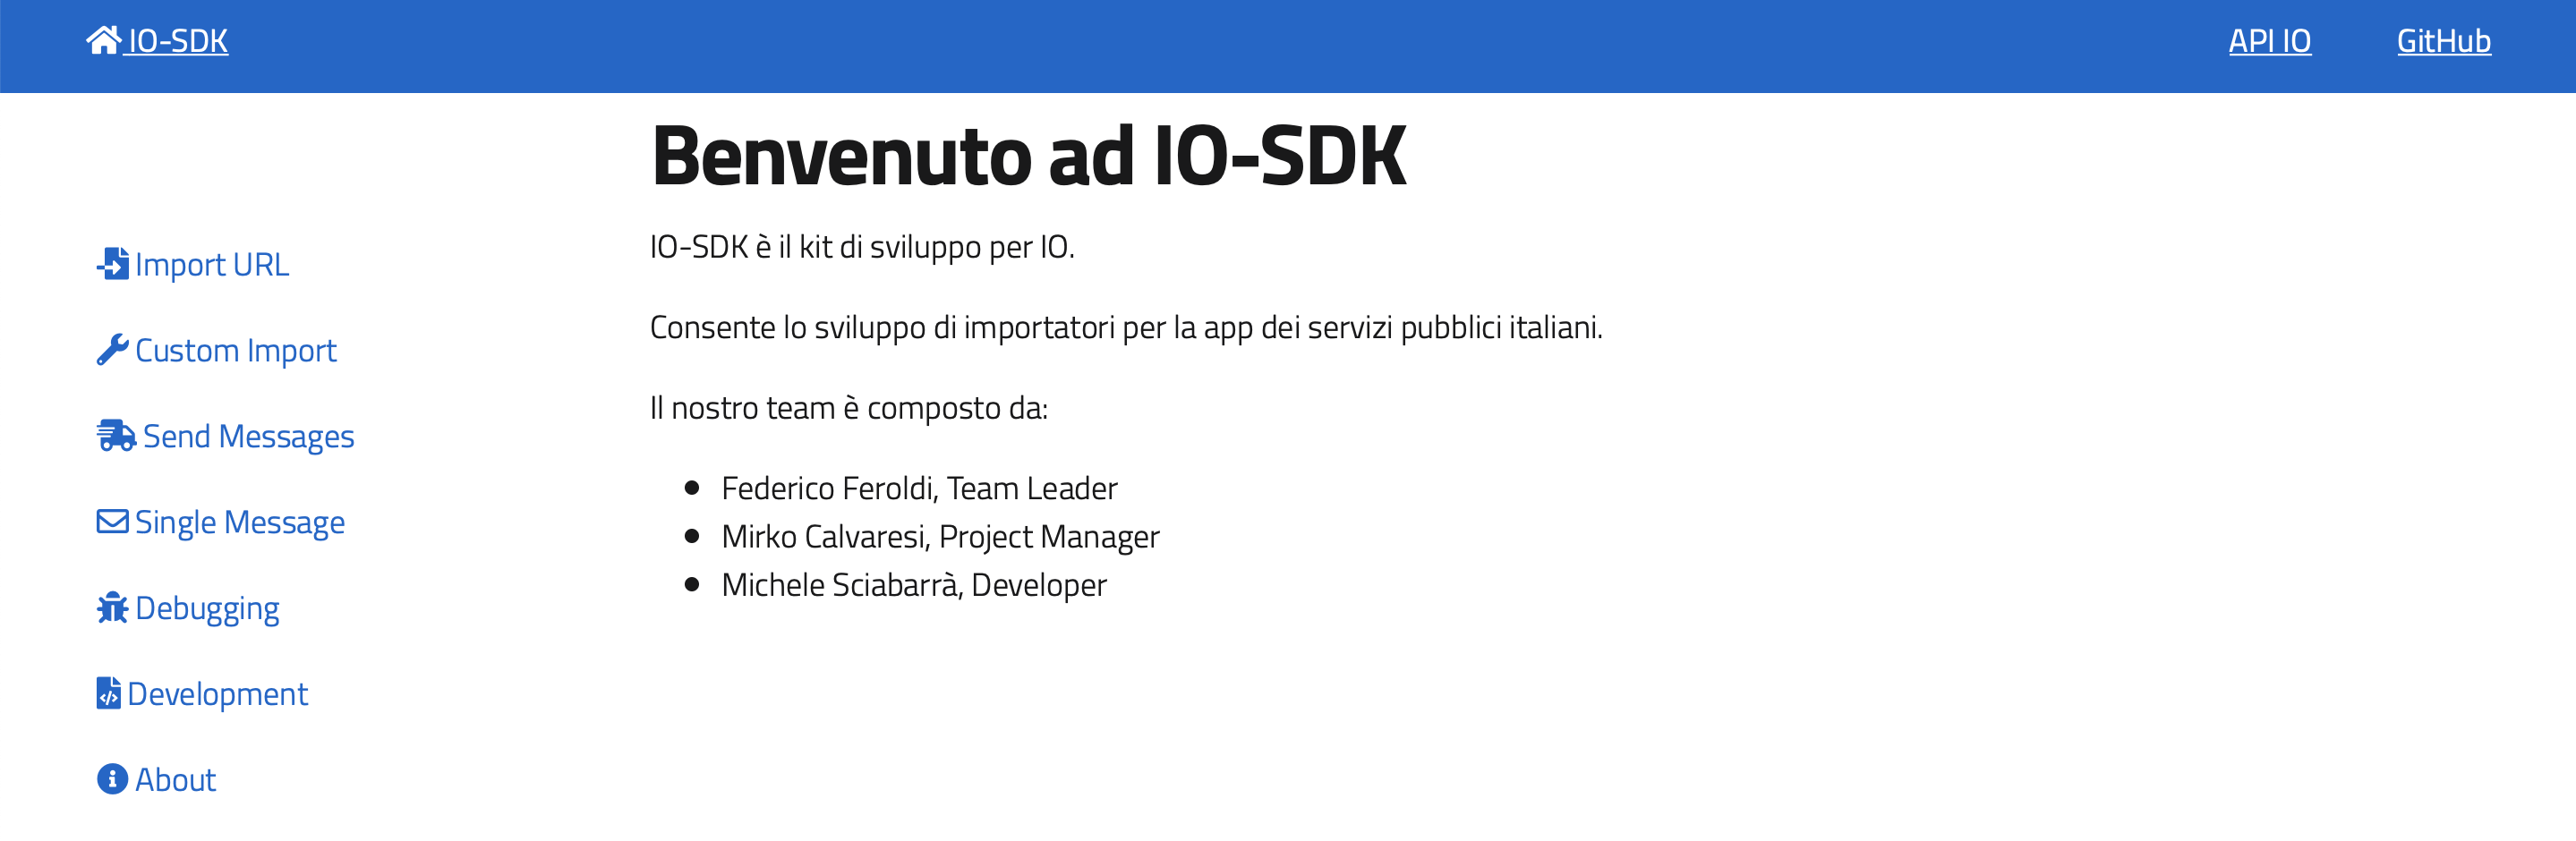 IO-SDK
API IO
GitHub
Import URL
Custom Import
Send Messages
Single Message
Debugging
Development
About
Benvenuto ad IO-SDK
IO-SDK è il kit di sviluppo per IO.
Consente lo sviluppo di importatori per la app dei servizi pubblici italiani.
Il nostro team è composto da:
Federico Feroldi, Team Leader
Mirko Calvaresi, Project Manager
Michele Sciabarrà, Developer